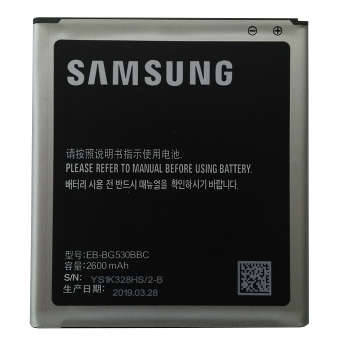 SAMSUNG
请按照说明书指示使用电池.
PLEASE REFER TO MANUAL BEFORE USING BATTERY.
배터리 사용 전 반드시 매뉴얼을 확인하시기 바랍니다.
型号:EB-BG530BBC
容量:2600mAh
S/N: YS1K328HS/2-B
生产日期: 2019.03.28